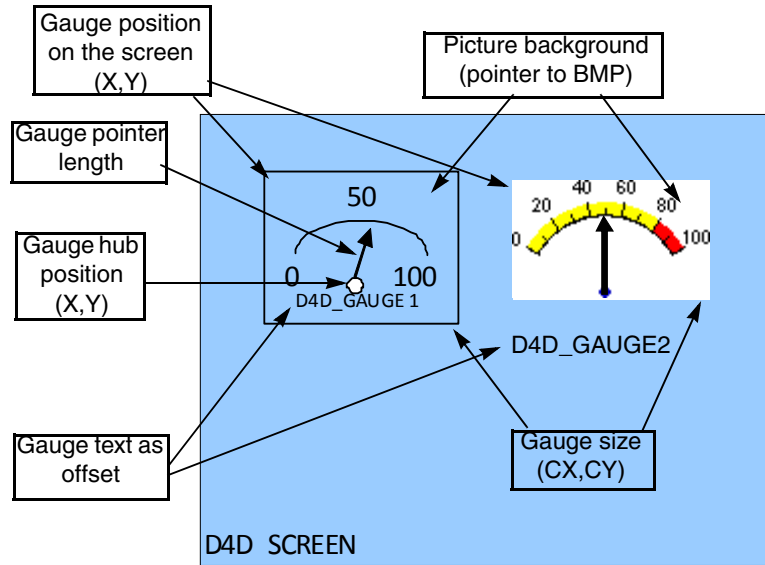 Gauge position
on the screen
(X,Y)
Picture background
(pointer to BMP)
Gauge pointer
length
Gauge hub
position
(X,Y)
Gauge text as
offset
50
0
100
D4D_GAUGE 1
0
20
40
60
80
100
D4D_GAUGE2
Gauge size
(CX,CY)
D4D SCREEN